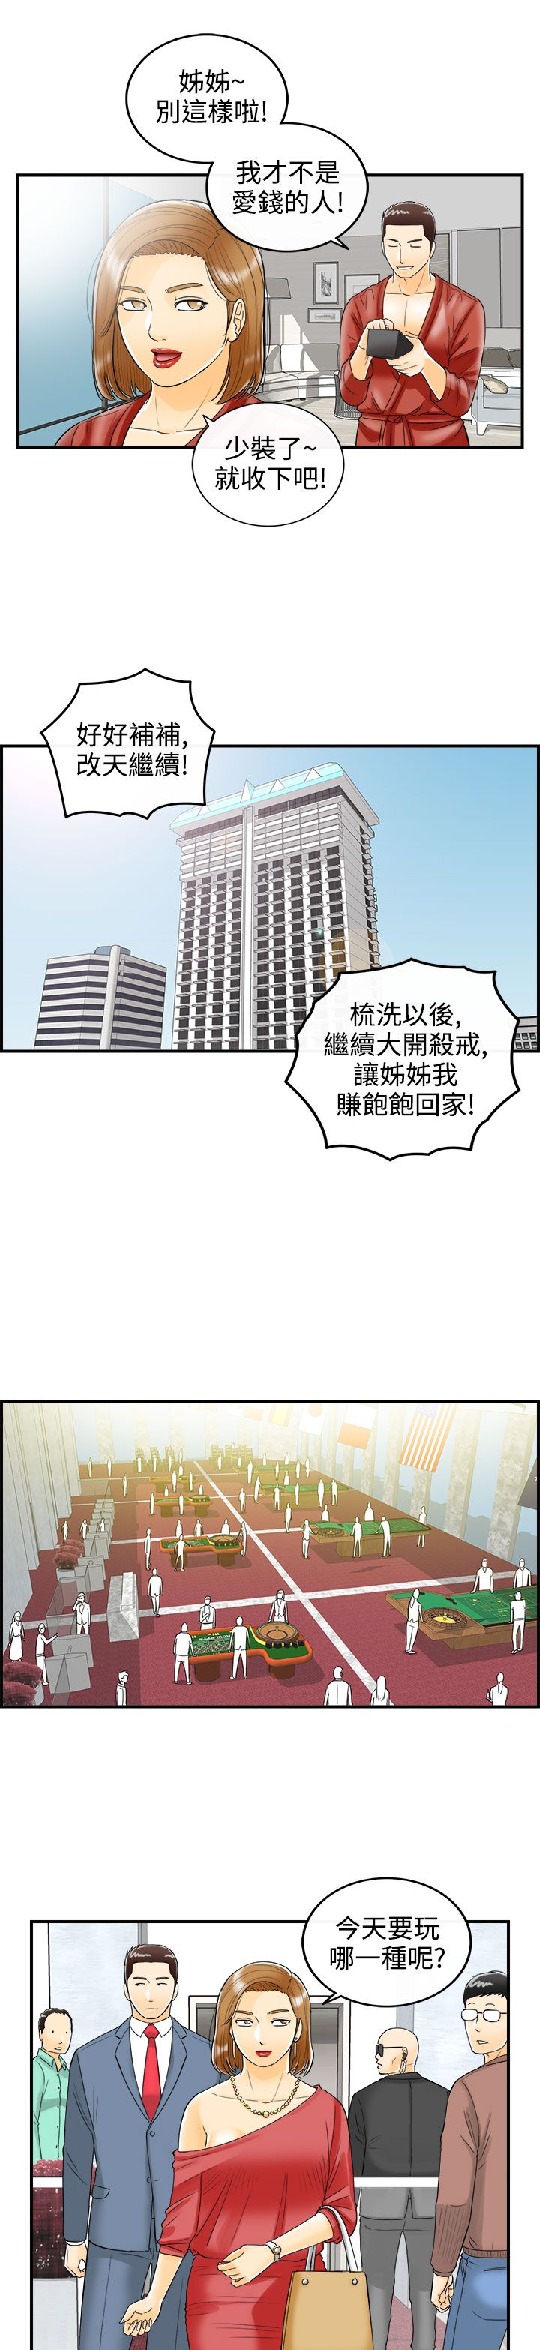 姊姊~
別這樣啦!
我才不是
愛錢的人!
少裝了~
就收下吧!
好好補補,
改天繼續!
梳洗以後,
繼續大開殺戒,
讓姊姊我
賺飽飽回家!
今天要玩
哪一種呢?